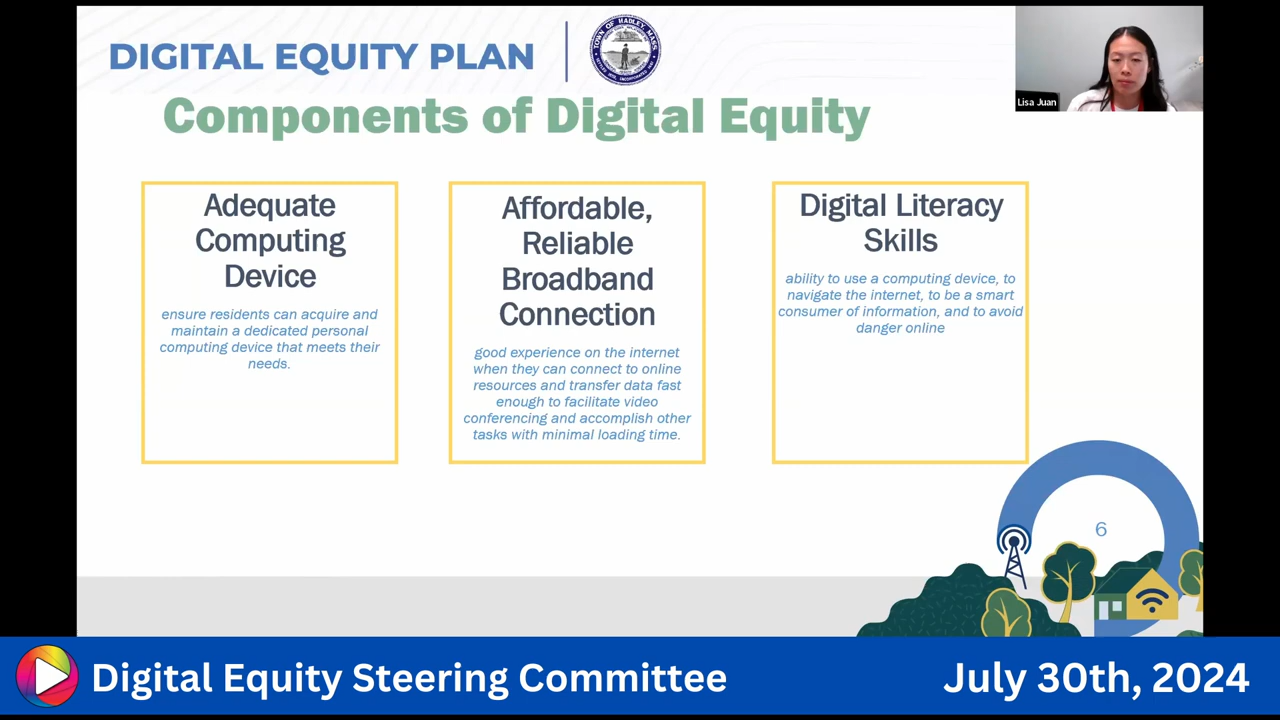 DIGITAL EQUITY PLAN
TOWN OF HADLEY, MASS.
Lisa Juan
Components of Digital Equity
Adequate
Computing
Device
ensure residents can acquire and
maintain a dedicated personal
computing device that meets their
needs.
Affordable,
Reliable
Broadband
Connection
good experience on the internet
when they can connect to online
resources and transfer data fast
enough to facilitate video
conferencing and accomplish other
tasks with minimal loading time.
Digital Literacy
Skills
ability to use a computing device, to
navigate the internet, to be a smart
consumer of information, and to avoid
danger online
6
Digital Equity Steering Committee
July 30th, 2024